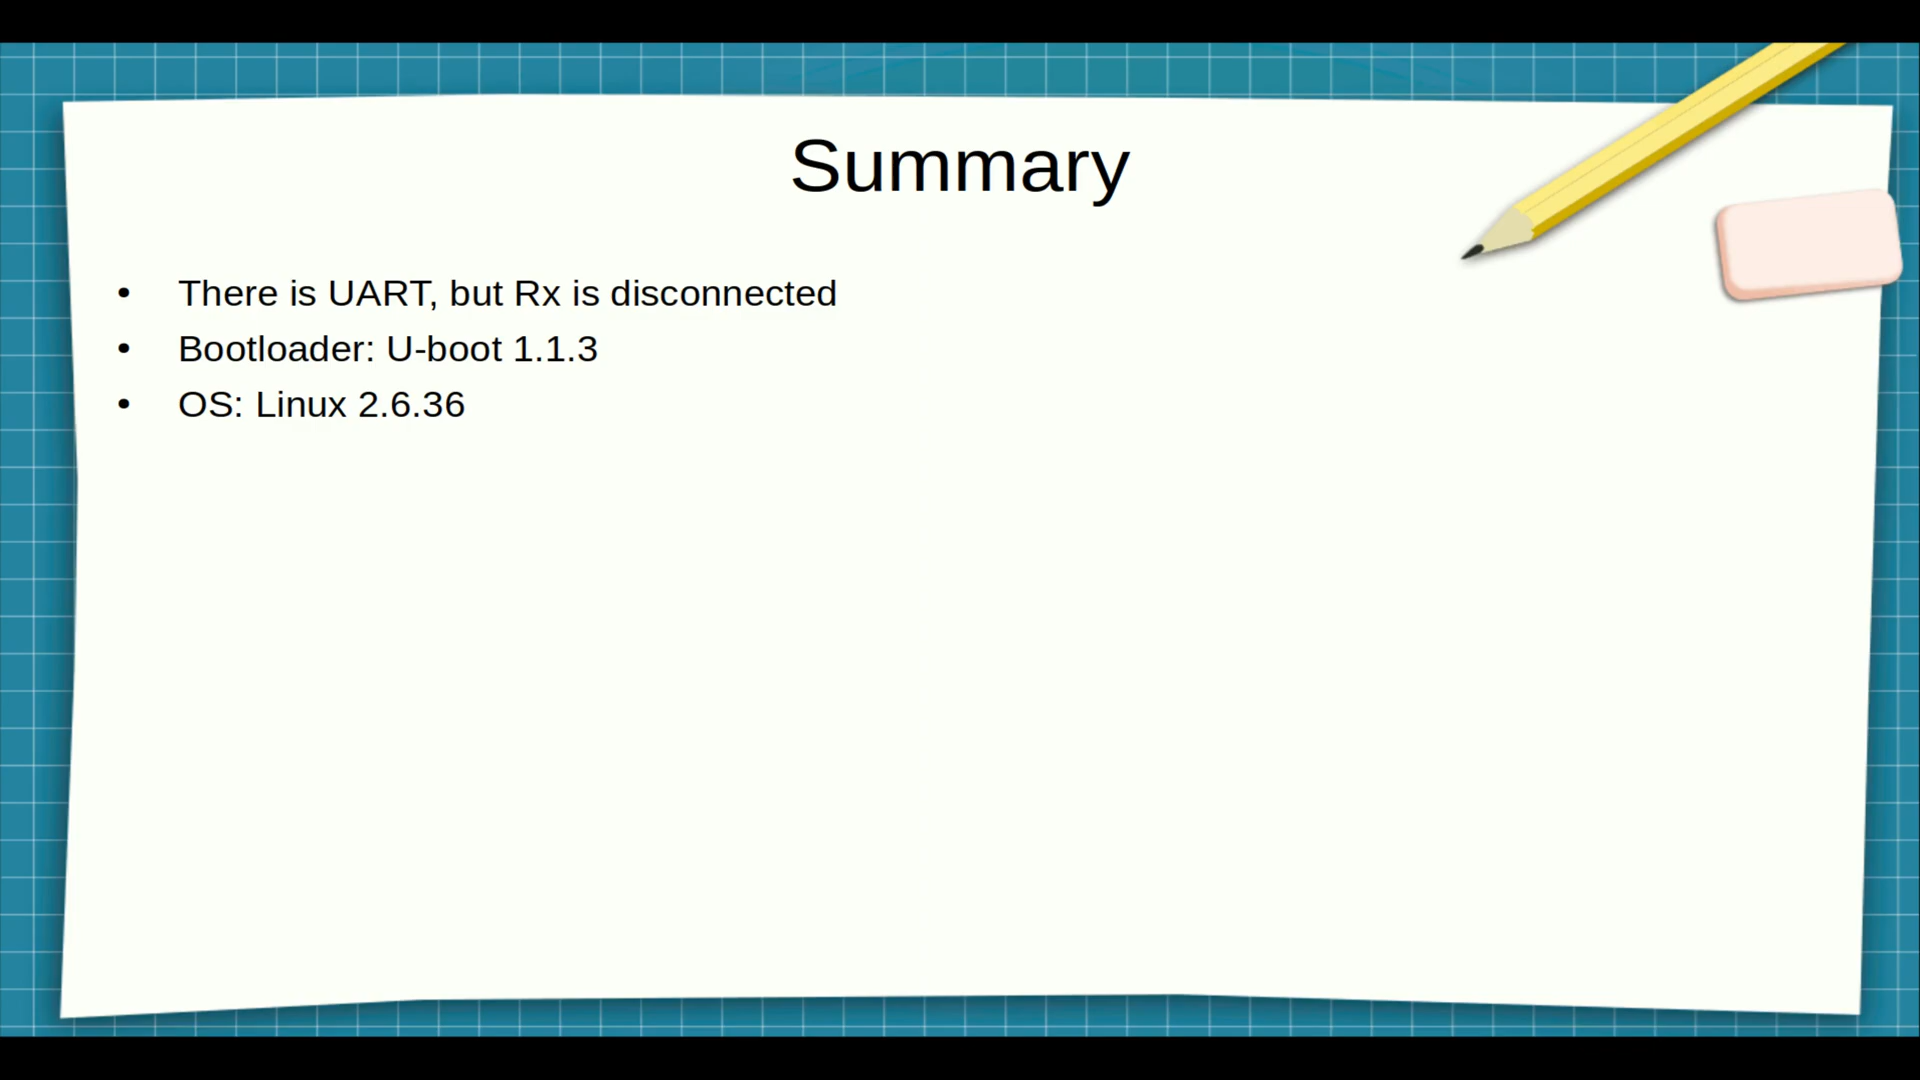 Summary
• There is UART, but Rx is disconnected
• Bootloader: U-boot 1.1.3
• OS: Linux 2.6.36